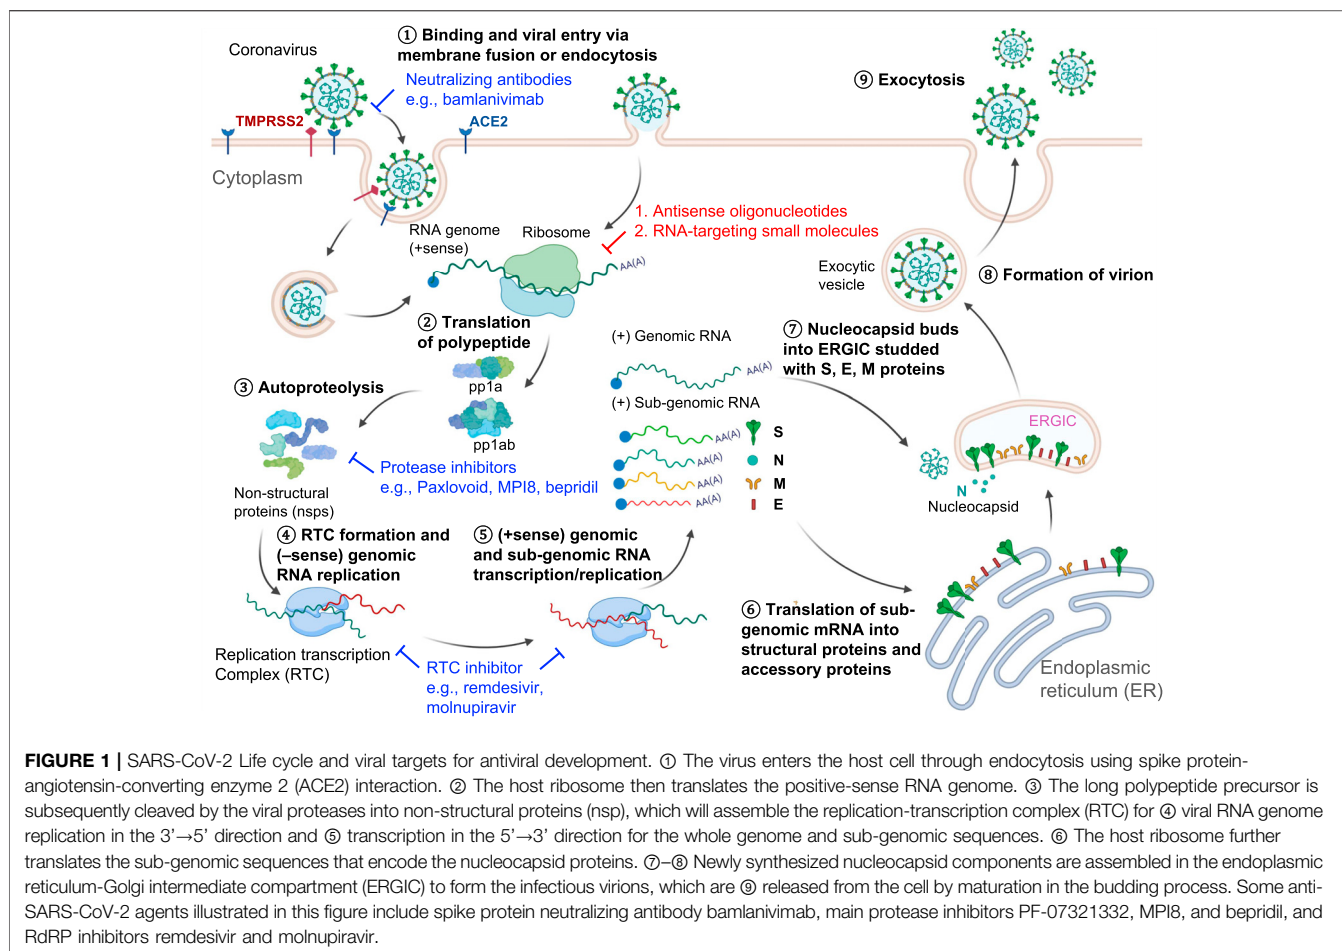 Coronavirus
① Binding and viral entry via
membrane fusion or endocytosis
Neutralizing antibodies
e.g., bamlanivimab
TMPRSS2
ACE2
Cytoplasm
⑨ Exocytosis
1. Antisense oligonucleotides
2. RNA-targeting small molecules
RNA genome
(+sense)
Ribosome
AA(A)
Exocytic
vesicle
⑧ Formation of virion
② Translation
of polypeptide
pp1a
pp1ab
③ Autoproteolysis
Protease inhibitors
e.g., Paxlovoid, MPI8, bepridil
Non-structural
proteins (nsps)
(+) Genomic RNA
AA(A)
(+) Sub-genomic RNA
AA(A) S
AA(A) N
AA(A) M
AA(A) E
⑦ Nucleocapsid buds
into ERGIC studded
with S, E, M proteins
ERGIC
N
Nucleocapsid
④ RTC formation and
(–sense) genomic
RNA replication
⑤ (+sense) genomic
and sub-genomic RNA
transcription/replication
Replication transcription
Complex (RTC)
RTC inhibitor
e.g., remdesivir,
molnupiravir
⑥ Translation of sub-
genomic mRNA into
structural proteins and
accessory proteins
Endoplasmic
reticulum (ER)
FIGURE 1 | SARS-CoV-2 Life cycle and viral targets for antiviral development. ① The virus enters the host cell through endocytosis using spike protein-
angiotensin-converting enzyme 2 (ACE2) interaction. ② The host ribosome then translates the positive-sense RNA genome. ③ The long polypeptide precursor is
subsequently cleaved by the viral proteases into non-structural proteins (nsp), which will assemble the replication-transcription complex (RTC) for ④ viral RNA genome
replication in the 3’→5’ direction and ⑤ transcription in the 5’→3’ direction for the whole genome and sub-genomic sequences. ⑥ The host ribosome further
translates the sub-genomic sequences that encode the nucleocapsid proteins. ⑦–⑧ Newly synthesized nucleocapsid components are assembled in the endoplasmic
reticulum-Golgi intermediate compartment (ERGIC) to form the infectious virions, which are ⑨ released from the cell by maturation in the budding process. Some anti-
SARS-CoV-2 agents illustrated in this figure include spike protein neutralizing antibody bamlanivimab, main protease inhibitors PF-07321332, MPI8, and bepridil, and
RdRP inhibitors remdesivir and molnupiravir.